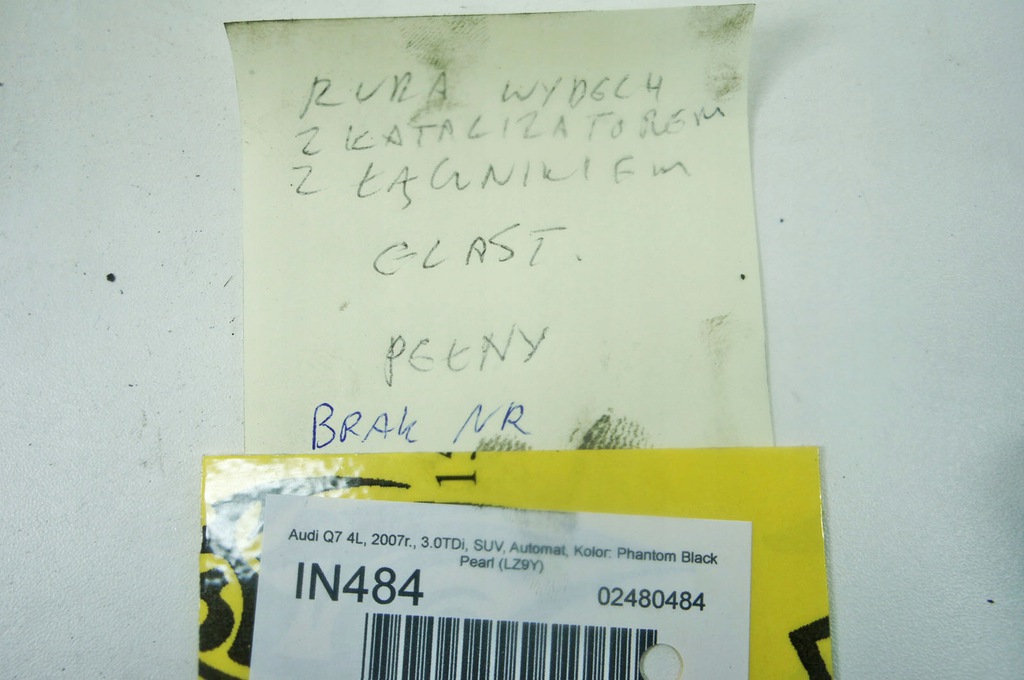 RURA WYDECH
Z KATALIZATOREM
Z ŁĄCZNIKIEM
ELAST.
PEŁNY
BRAK NR
Audi Q7 4L, 2007r., 3.0TDi, SUV, Automat, Kolor: Phantom Black
Pearl (LZ9Y)
IN484 02480484